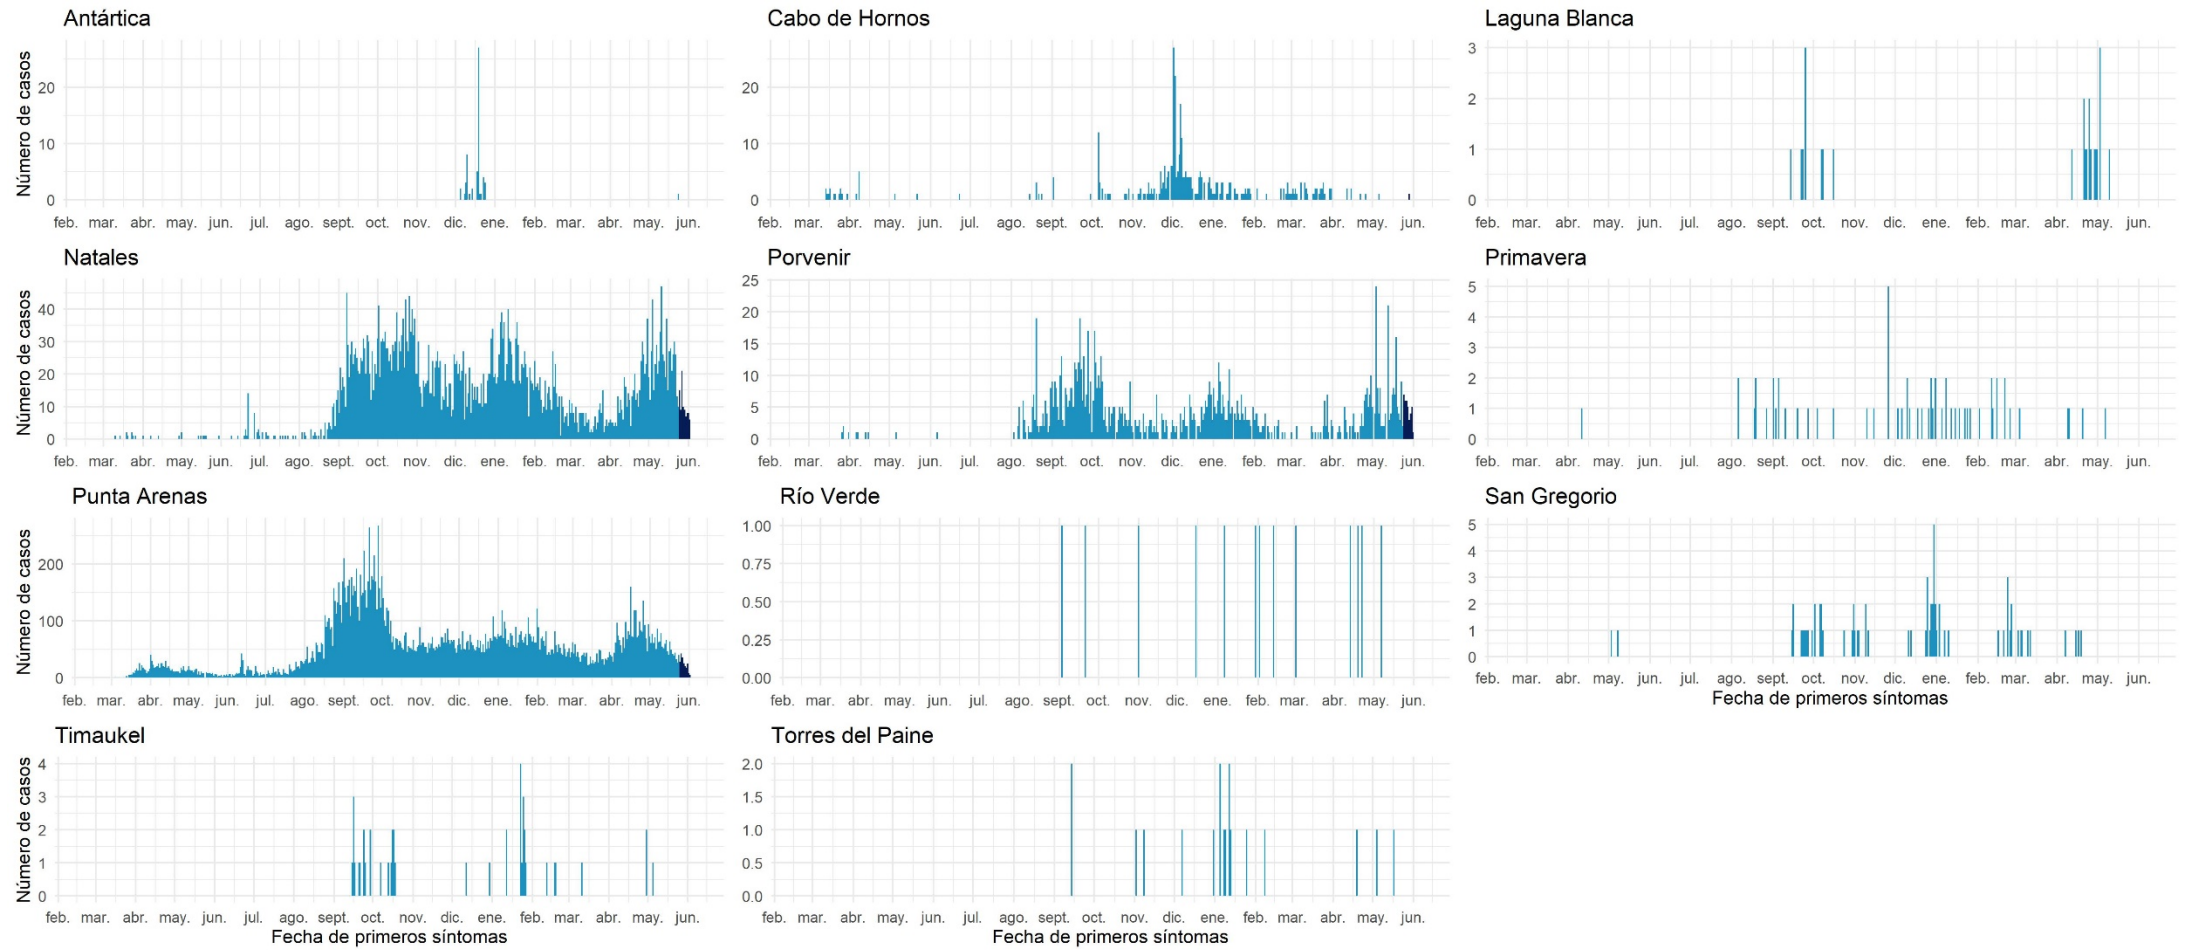 Antártica
Número de casos
20
10
0
feb. mar. abr. may. jun. jul. ago. sept. oct. nov. dic. ene. feb. mar. abr. may. jun.
Cabo de Hornos
20
10
0
feb. mar. abr. may. jun. jul. ago. sept. oct. nov. dic. ene. feb. mar. abr. may. jun.
Laguna Blanca
3
2
1
0
feb. mar. abr. may. jun. jul. ago. sept. oct. nov. dic. ene. feb. mar. abr. may. jun.
Natales
Número de casos
40
30
20
10
0
feb. mar. abr. may. jun. jul. ago. sept. oct. nov. dic. ene. feb. mar. abr. may. jun.
Porvenir
25
20
15
10
5
0
feb. mar. abr. may. jun. jul. ago. sept. oct. nov. dic. ene. feb. mar. abr. may. jun.
Primavera
5
4
3
2
1
0
feb. mar. abr. may. jun. jul. ago. sept. oct. nov. dic. ene. feb. mar. abr. may. jun.
Punta Arenas
Número de casos
200
100
0
feb. mar. abr. may. jun. jul. ago. sept. oct. nov. dic. ene. feb. mar. abr. may. jun.
Río Verde
1.00
0.75
0.50
0.25
0.00
feb. mar. abr. may. jun. jul. ago. sept. oct. nov. dic. ene. feb. mar. abr. may. jun.
San Gregorio
5
4
3
2
1
0
feb. mar. abr. may. jun. jul. ago. sept. oct. nov. dic. ene. feb. mar. abr. may. jun.
Fecha de primeros síntomas
Timaukel
Número de casos
4
3
2
1
0
feb. mar. abr. may. jun. jul. ago. sept. oct. nov. dic. ene. feb. mar. abr. may. jun.
Fecha de primeros síntomas
Torres del Paine
2.0
1.5
1.0
0.5
0.0
feb. mar. abr. may. jun. jul. ago. sept. oct. nov. dic. ene. feb. mar. abr. may. jun.
Fecha de primeros síntomas